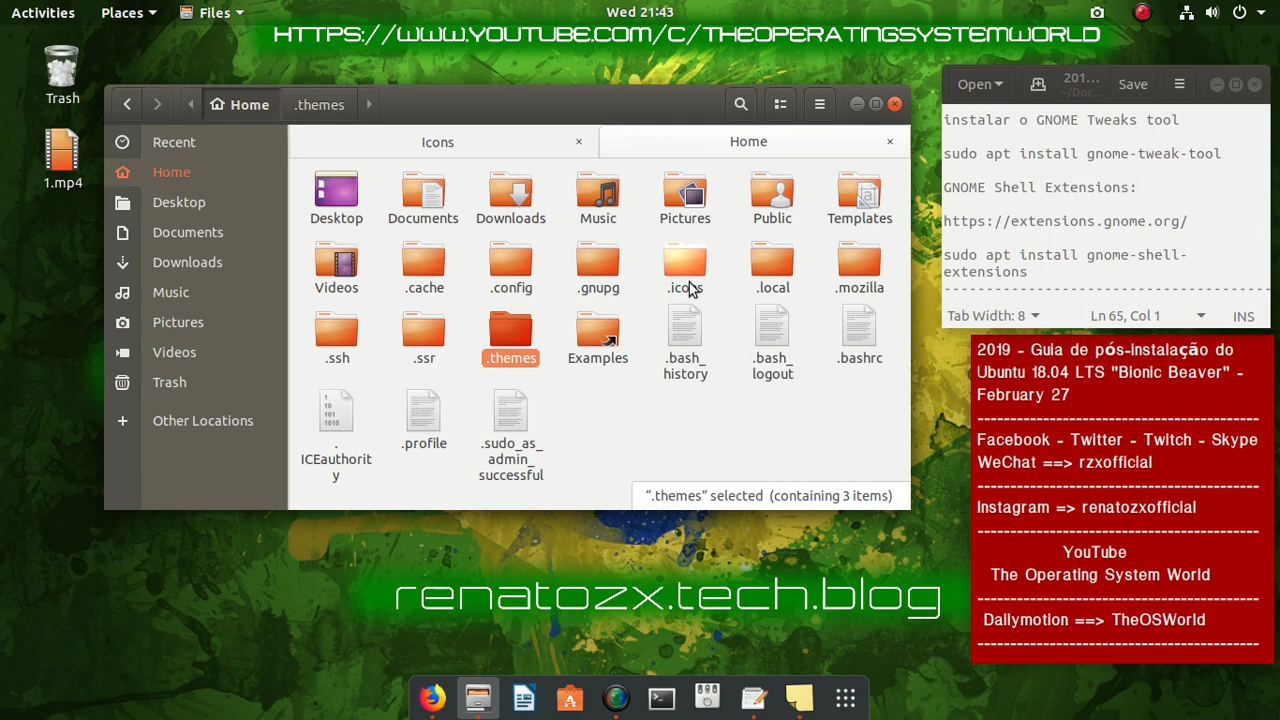 Activities
Places
Files
Wed 21:43
HTTPS://WWW.YOUTUBE.COM/C/THEOPERATINGSYSTEMWORLD
Trash
1.mp4
Home
.themes
Recent
Home
Desktop
Documents
Downloads
Music
Pictures
Videos
Trash
Other Locations
Icons
Home
Desktop
Documents
Downloads
Music
Pictures
Public
Templates
Videos
.cache
.config
.gnupg
.icons
.local
.mozilla
.ssh
.ssr
.themes
Examples
.bash_
history
.bash_
logout
.bashrc
.
ICEauthorit
y
.profile
.sudo_as_
admin_
successful
“.themes” selected (containing 3 items)
Open
201...
~/Doc...
Save
instalar o GNOME Tweaks tool
sudo apt install gnome-tweak-tool
GNOME Shell Extensions:
https://extensions.gnome.org/
sudo apt install gnome-shell-
extensions
---------------------------------------
Tab Width: 8
Ln 65, Col 1
INS
2019 - Guia de pós-Instalação do
Ubuntu 18.04 LTS "Bionic Beaver" -
February 27
------------------------------------------
Facebook - Twitter - Twitch - Skype
WeChat ==> rzxofficial
------------------------------------------
Instagram => renatozxofficial
------------------------------------------
YouTube
The Operating System World
------------------------------------------
Dailymotion ==> TheOSWorld
------------------------------------------
renatozx.tech.blog